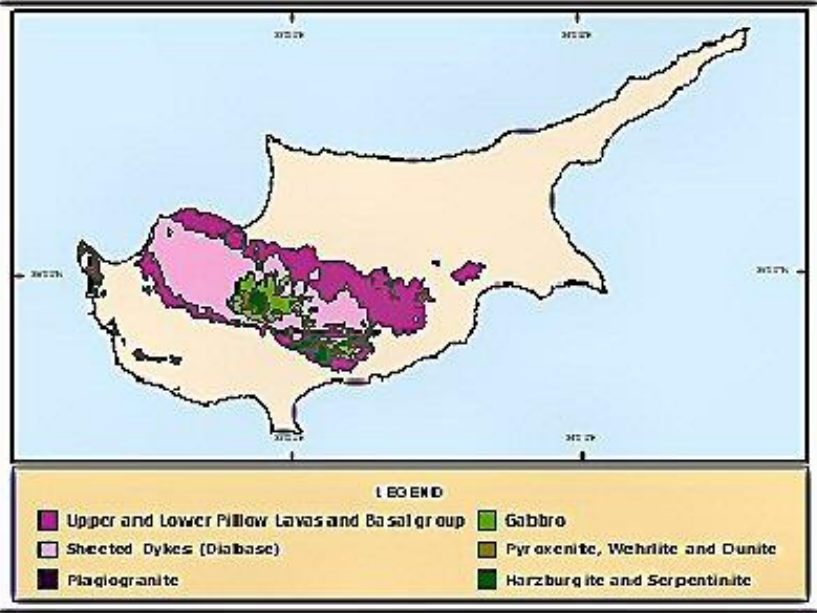 LEGEND
Upper and Lower Pillow Lavas and Basal group
Gabbro
Sheeted Dykes (Diabase)
Pyroxenite, Wehrlite and Dunite
Plagiogranite
Harzburgite and Serpentinite